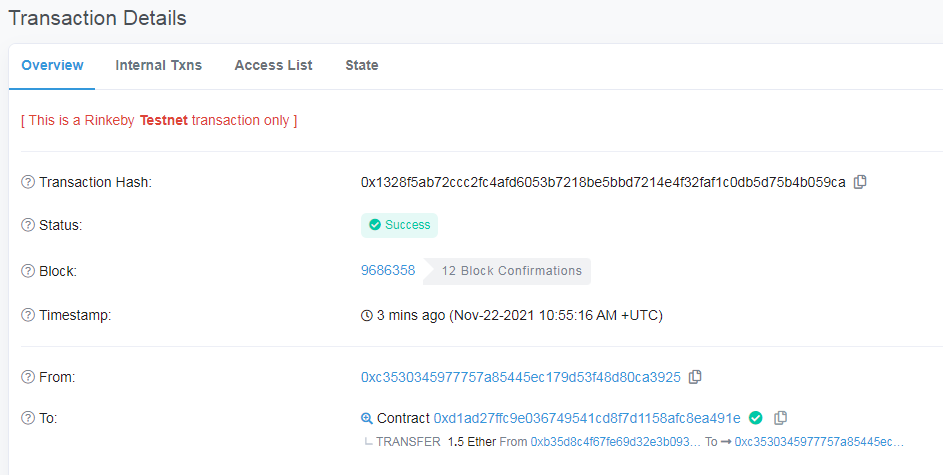 Transaction Details
Overview Internal Txns Access List State
[ This is a Rinkeby Testnet transaction only ]
Transaction Hash: 0x1328f5ab72ccc2fc4afd6053b7218be5bbd7214e4f32faf1c0db5d75b4b059ca
Status: Success
Block: 9686358 12 Block Confirmations
Timestamp: 3 mins ago (Nov-22-2021 10:55:16 AM +UTC)
From: 0xc3530345977757a85445ec179d53f48d80ca3925
To: Contract 0xd1ad27ffc9e036749541cd8f7d1158afc8ea491e
TRANSFER 1.5 Ether From 0xb35d8c4f67fe69d32e3b093... To → 0xc3530345977757a85445ec...